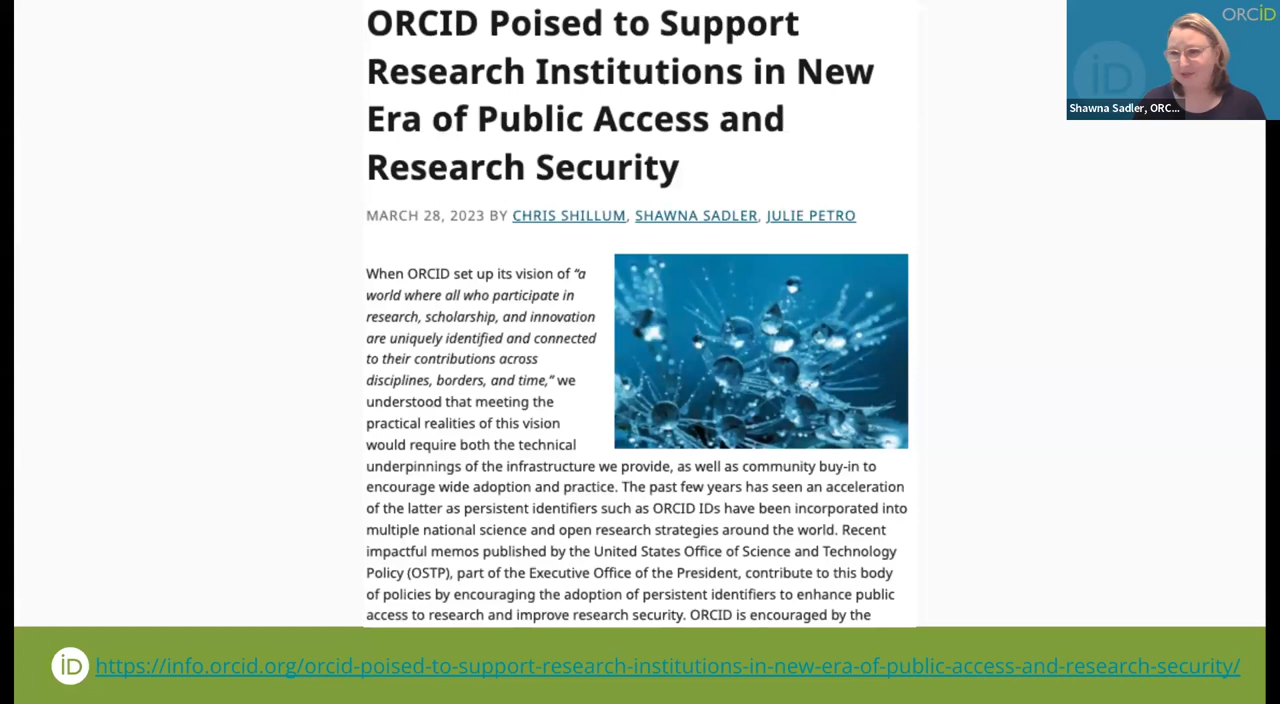 ORCID Poised to Support
Research Institutions in New
Era of Public Access and
Research Security
MARCH 28, 2023 BY CHRIS SHILLUM, SHAWNA SADLER, JULIE PETRO
When ORCID set up its vision of “a
world where all who participate in
research, scholarship, and innovation
are uniquely identified and connected
to their contributions across
disciplines, borders, and time,” we
understood that meeting the
practical realities of this vision
would require both the technical
underpinnings of the infrastructure we provide, as well as community buy-in to
encourage wide adoption and practice. The past few years has seen an acceleration
of the latter as persistent identifiers such as ORCID IDs have been incorporated into
multiple national science and open research strategies around the world. Recent
impactful memos published by the United States Office of Science and Technology
Policy (OSTP), part of the Executive Office of the President, contribute to this body
of policies by encouraging the adoption of persistent identifiers to enhance public
access to research and improve research security. ORCID is encouraged by the
ORCID
iD
Shawna Sadler, ORC...
iD
https://info.orcid.org/orcid-poised-to-support-research-institutions-in-new-era-of-public-access-and-research-security/